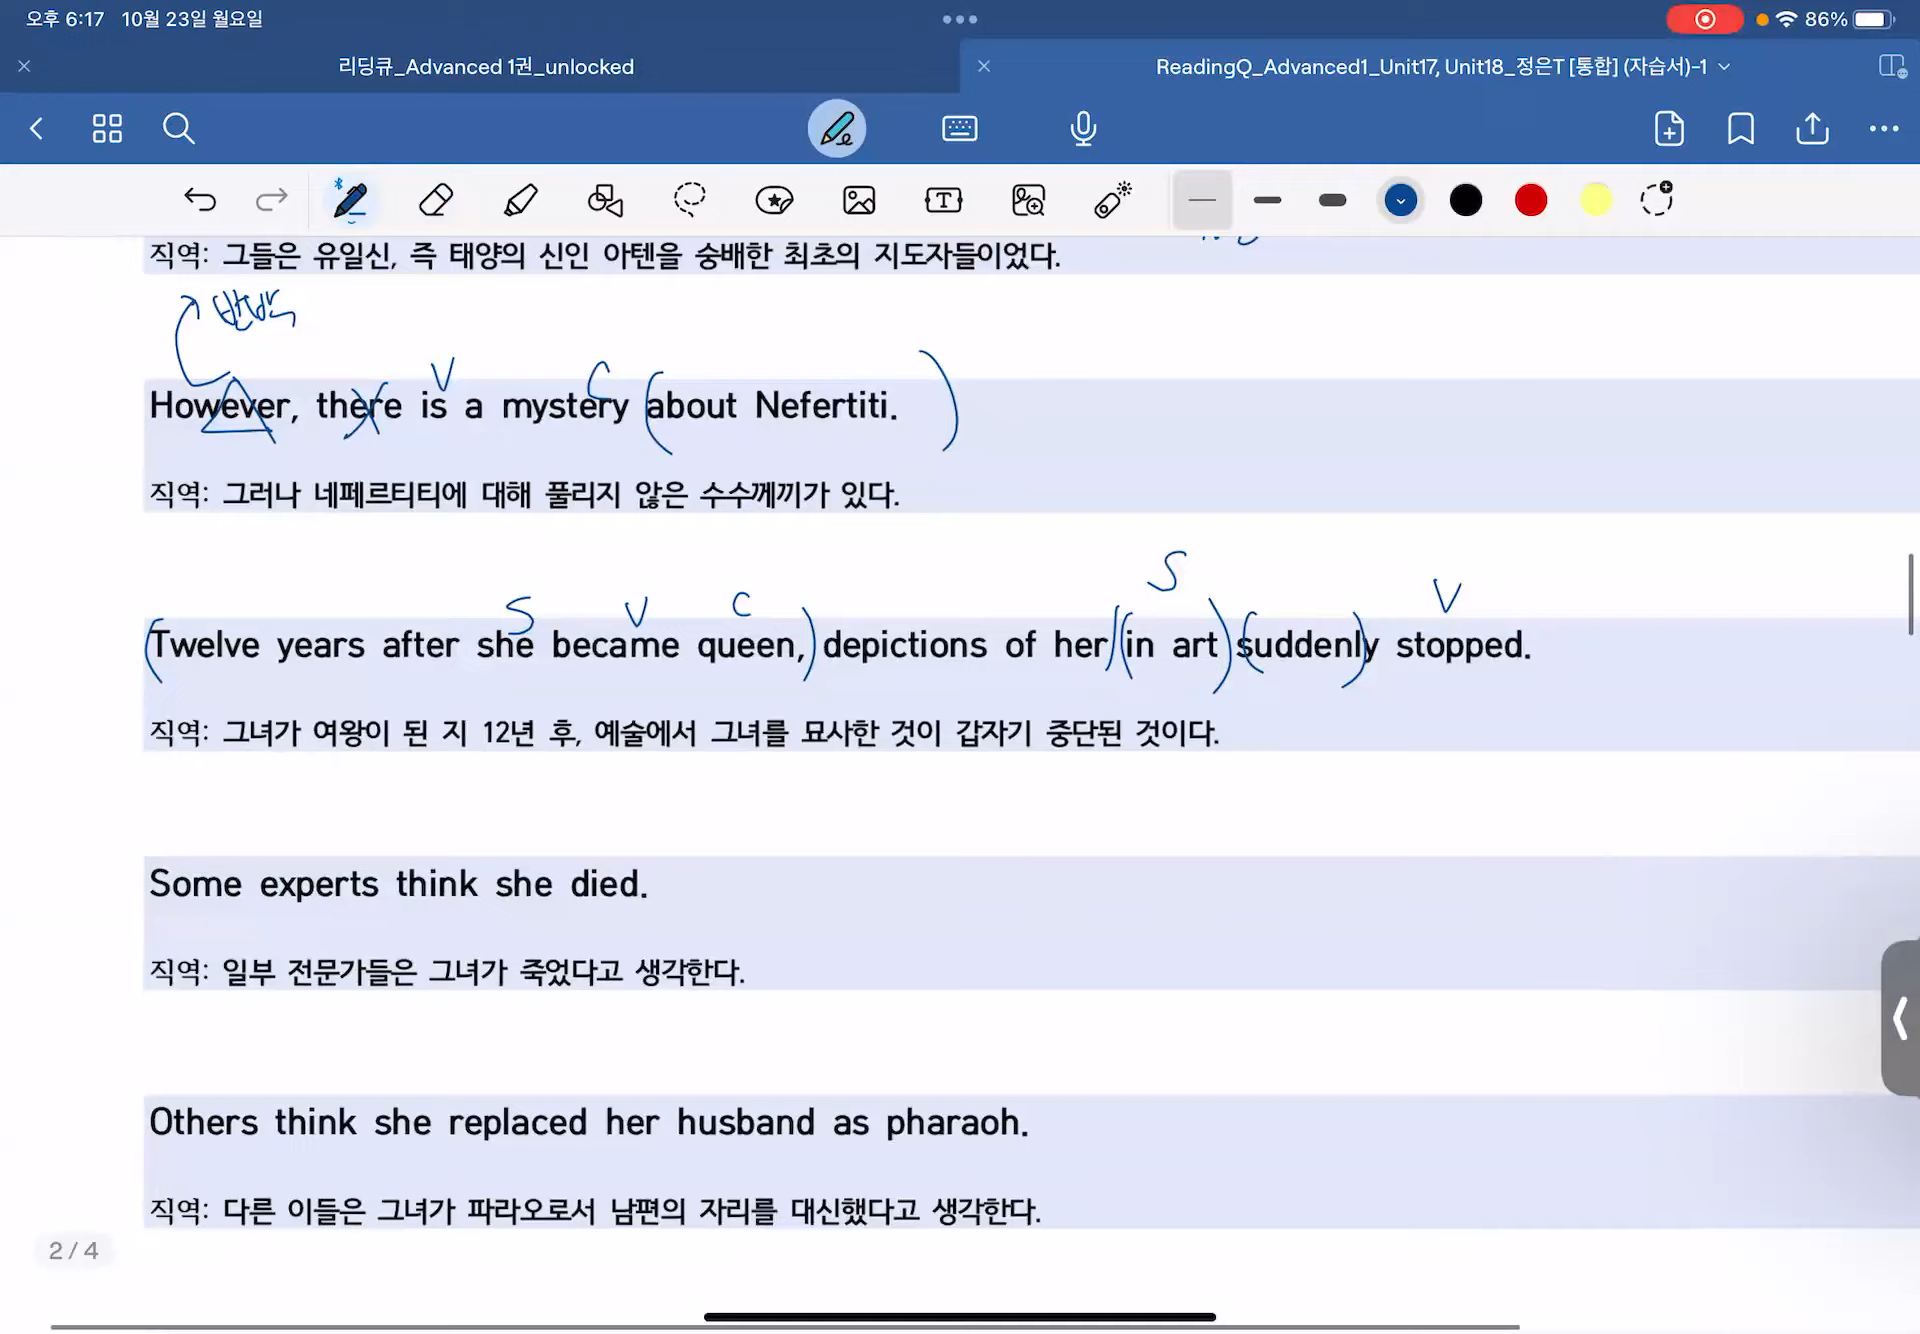 오후 6:17 10월 23일 월요일
86%
리딩큐_Advanced 1권_unlocked
ReadingQ_Advanced1_Unit17, Unit18_정은T [통합] (자습서)-1
직역: 그들은 유일신, 즉 태양의 신인 아텐을 숭배한 최초의 지도자들이었다.
반박
V C
However, there is a mystery about Nefertiti.
직역: 그러나 네페르티티에 대해 풀리지 않은 수수께끼가 있다.
S V C S V
(Twelve years after she became queen,) depictions of her (in art) (suddenly) stopped.
직역: 그녀가 여왕이 된 지 12년 후, 예술에서 그녀를 묘사한 것이 갑자기 중단된 것이다.
Some experts think she died.
직역: 일부 전문가들은 그녀가 죽었다고 생각한다.
Others think she replaced her husband as pharaoh.
직역: 다른 이들은 그녀가 파라오로서 남편의 자리를 대신했다고 생각한다.
2 / 4